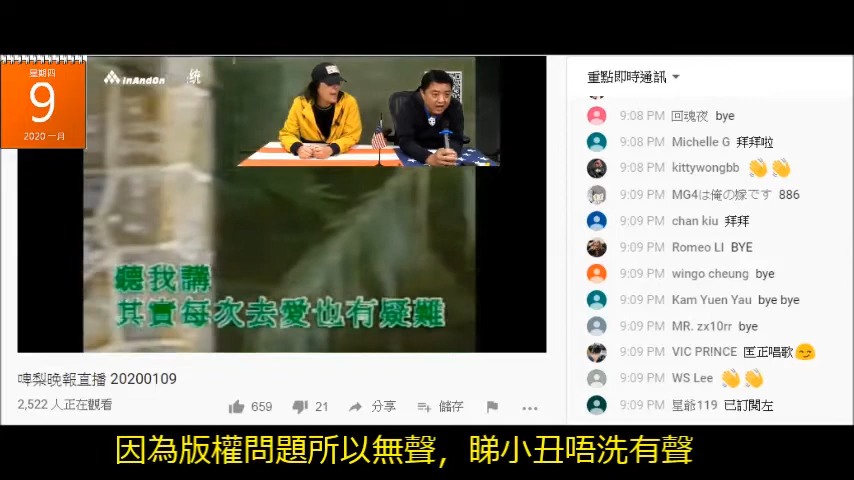 星期四
9
2020 一月
inAndOn
統
聽我講
其實每次去愛也有疑難
重點即時通訊
9:08 PM 回魂夜 bye
9:08 PM Michelle G 拜拜啦
9:08 PM kittywongbb 👋👋
9:09 PM MG4は俺の嫁です 886
9:09 PM chan kiu 拜拜
9:09 PM Romeo LI BYE
9:09 PM wingo cheung bye
9:09 PM Kam Yuen Yau bye bye
9:09 PM MR. zx10rr bye
9:09 PM VIC PR!NCE 匡正唱歌😏
9:09 PM WS Lee 👋👋
9:09 PM 星爺119 已訂閱左
啤梨晚報直播 20200109
2,522 人正在觀看
659 21 分享 儲存
因為版權問題所以無聲，睇小丑唔洗有聲